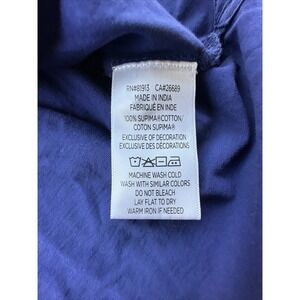 RN#81913 CA#26689
MADE IN INDIA
FABRIQUÉ EN INDE
100% SUPIMA® COTTON/
COTON SUPIMA®
EXCLUSIVE OF DECORATION
EXCLUSIVE DES DÉCORATIONS
MACHINE WASH COLD
WASH WITH SIMILAR COLORS
DO NOT BLEACH
LAY FLAT TO DRY
WARM IRON IF NEEDED